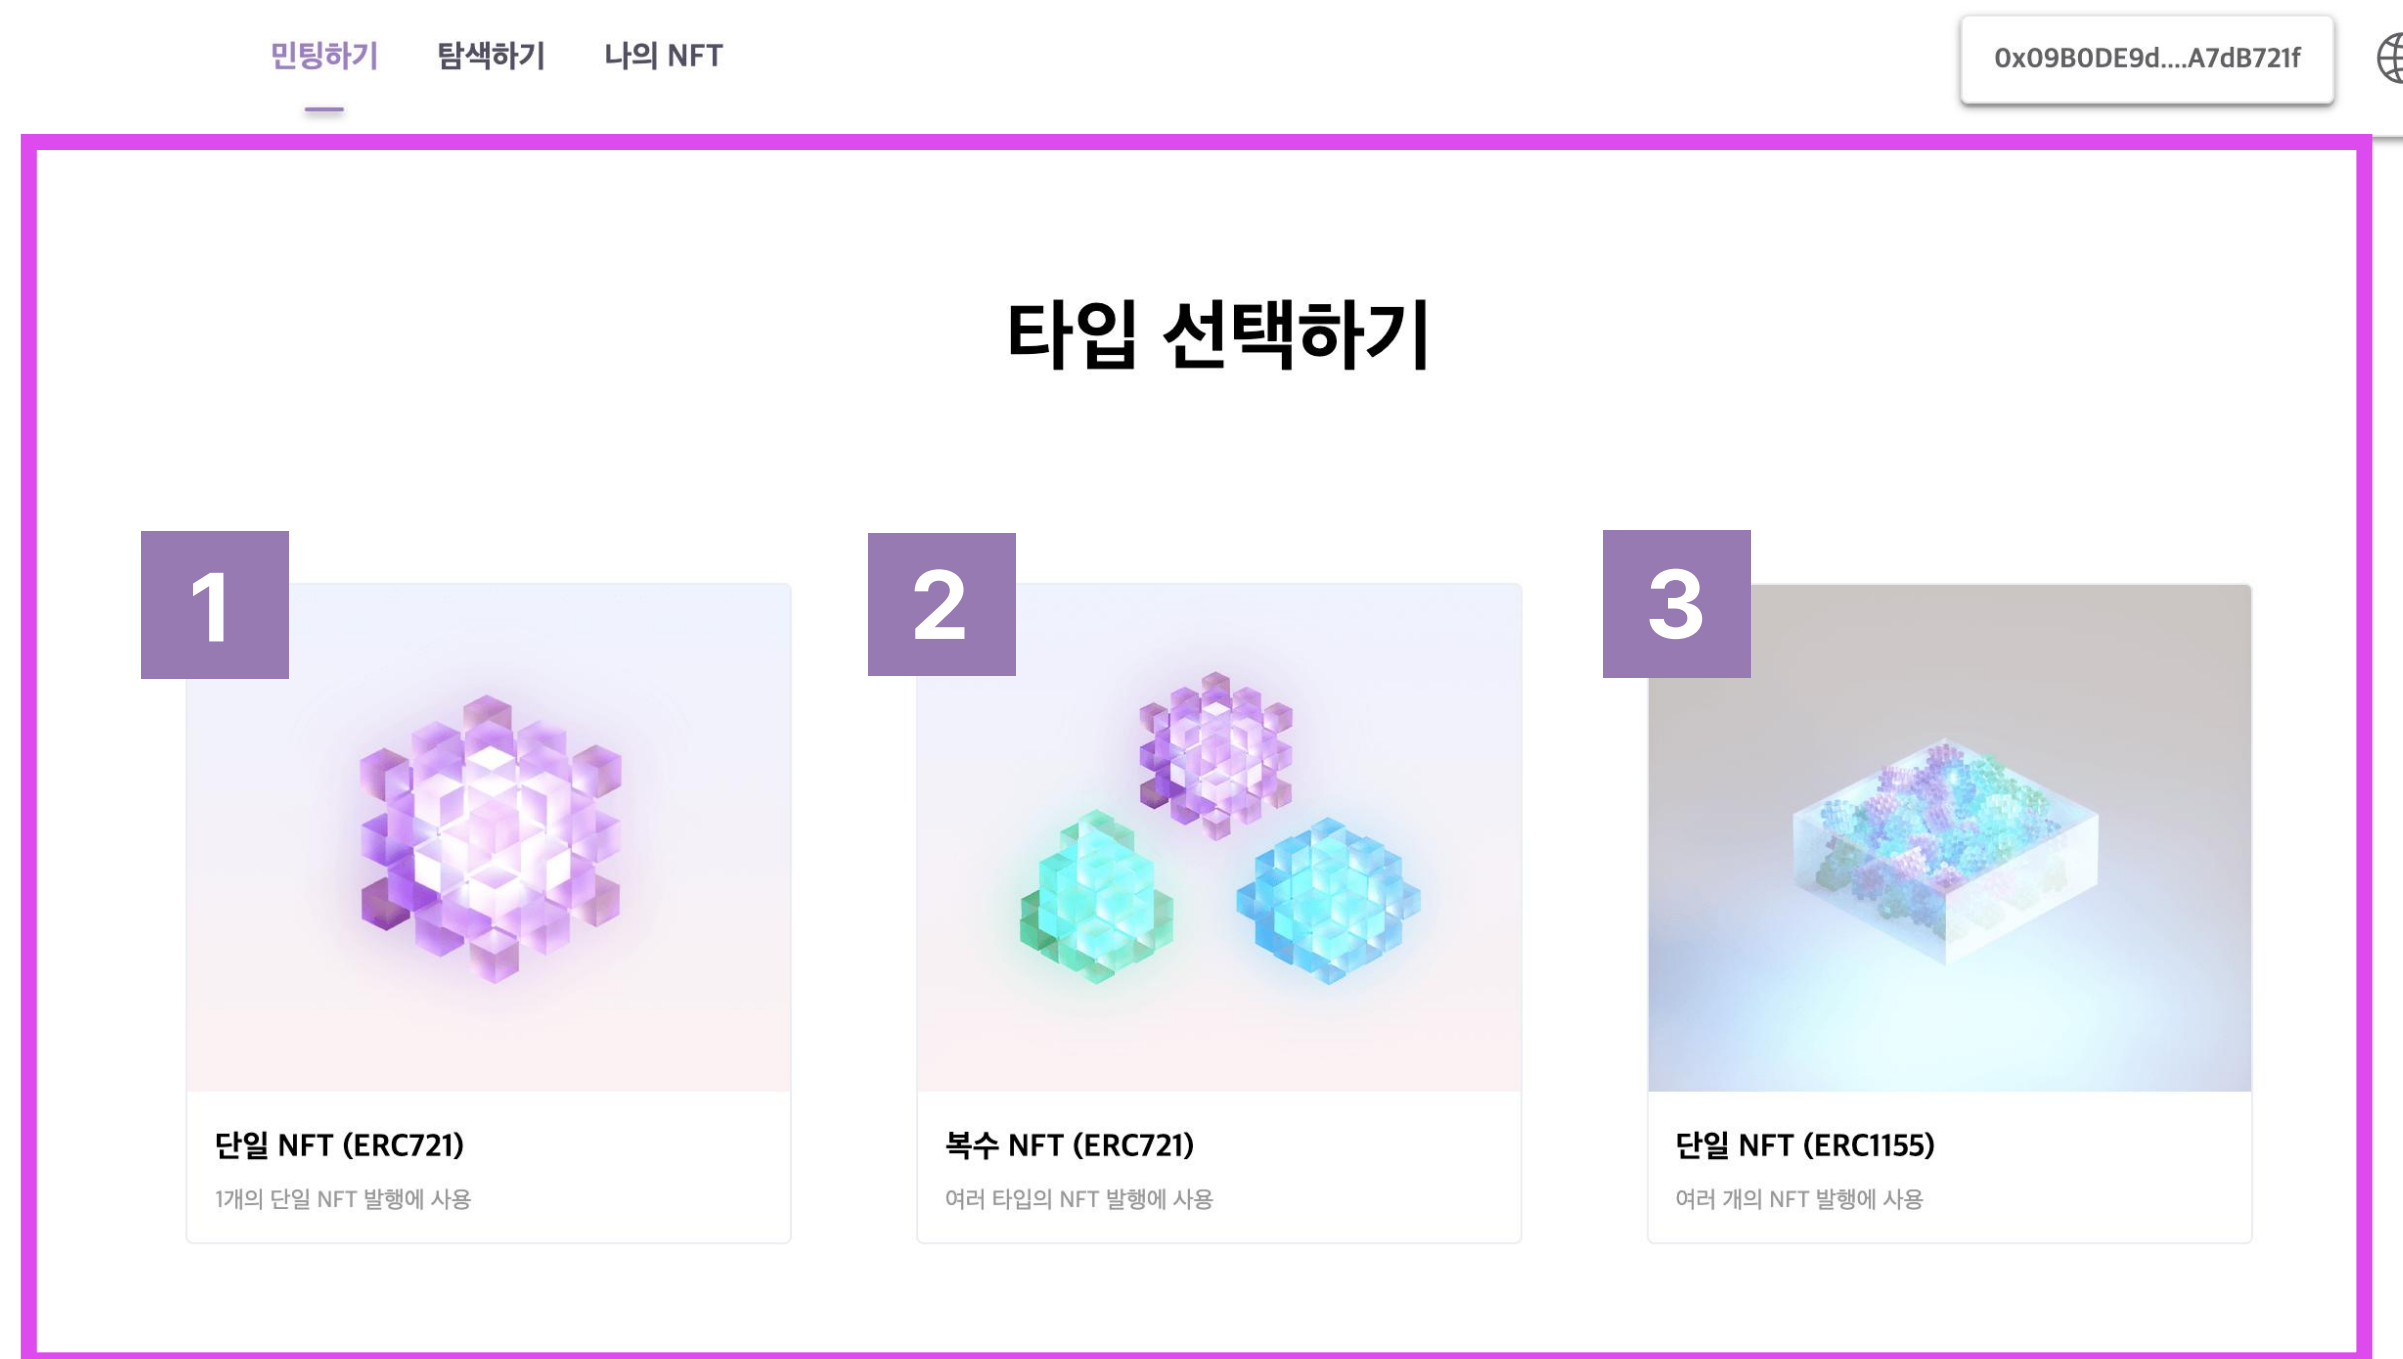 민팅하기 탐색하기 나의 NFT 0x09B0DE9d....A7dB721f
타입 선택하기
1 2 3
단일 NFT (ERC721)
1개의 단일 NFT 발행에 사용
복수 NFT (ERC721)
여러 타입의 NFT 발행에 사용
단일 NFT (ERC1155)
여러 개의 NFT 발행에 사용